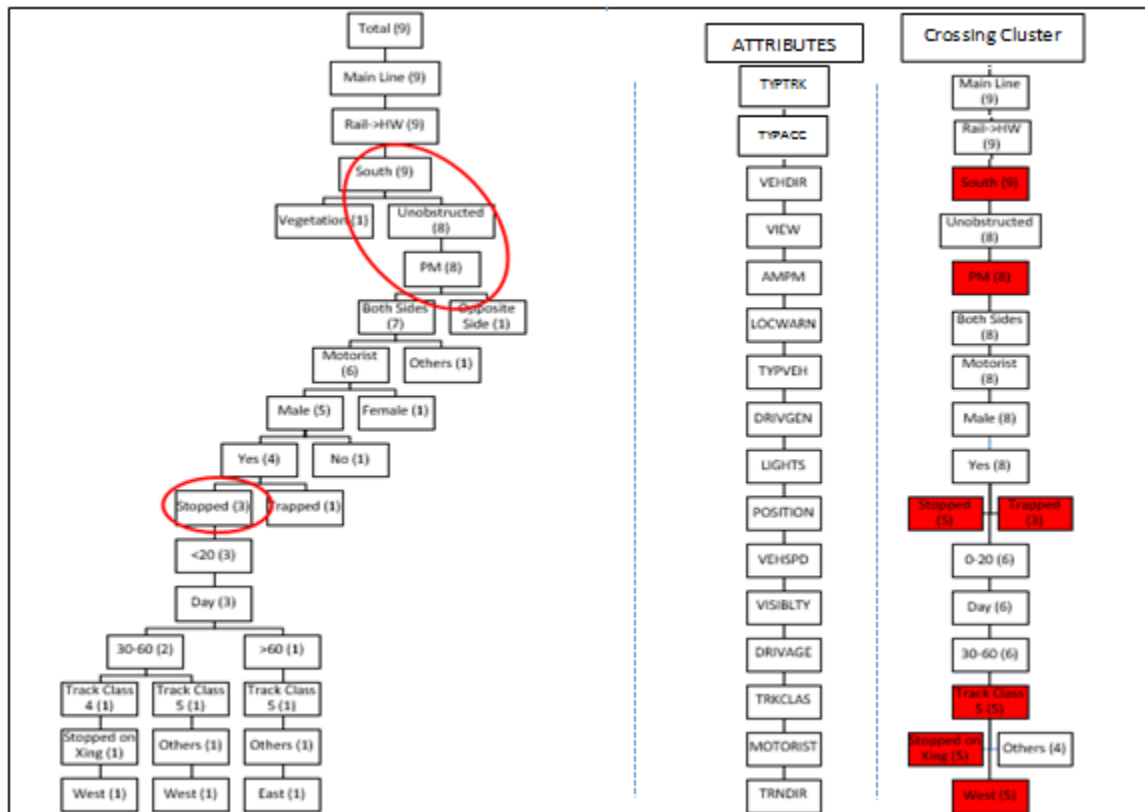 Total (9)
Main Line (9)
Rail->HW (9)
South (9)
Vegetation (1)
Unobstructed
(8)
PM (8)
Both Sides
(7)
Opposite
Side (1)
Motorist
(6)
Others (1)
Male (5)
Female (1)
Yes (4)
No (1)
Stopped (3)
Trapped (1)
<20 (3)
Day (3)
30-60 (2)
>60 (1)
Track Class
4 (1)
Track Class
5 (1)
Track Class
5 (1)
Stopped on
Xing (1)
Others (1)
Others (1)
West (1)
West (1)
East (1)
ATTRIBUTES
TYPTRK
TYPACC
VEHDIR
VIEW
AMPM
LOCWARN
TYPVEH
DRIVGEN
LIGHTS
POSITION
VEHSPD
VISIBLTY
DRIVAGE
TRKCLAS
MOTORIST
TRNDIR
Crossing Cluster
Main Line
(9)
Rail->HW
(9)
South (9)
Unobstructed
(8)
PM (8)
Both Sides
(8)
Motorist
(8)
Male (8)
Yes (8)
Stopped
(5)
Trapped
(3)
0-20 (6)
Day (6)
30-60 (6)
Track Class
5 (5)
Stopped on
Xing (5)
Others (4)
West (5)